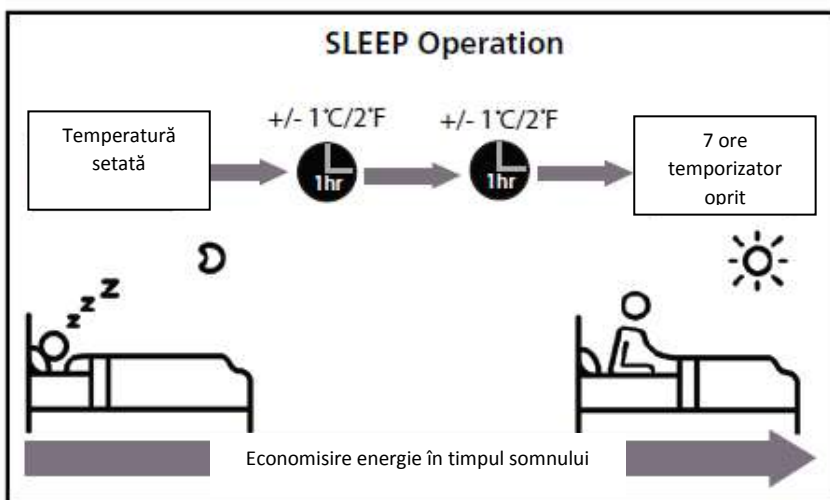 SLEEP Operation
Temperatură
setată
+/- 1°C/2°F
1hr
+/- 1°C/2°F
1hr
7 ore
temporizator
oprit
z z Z
Economisire energie în timpul somnului